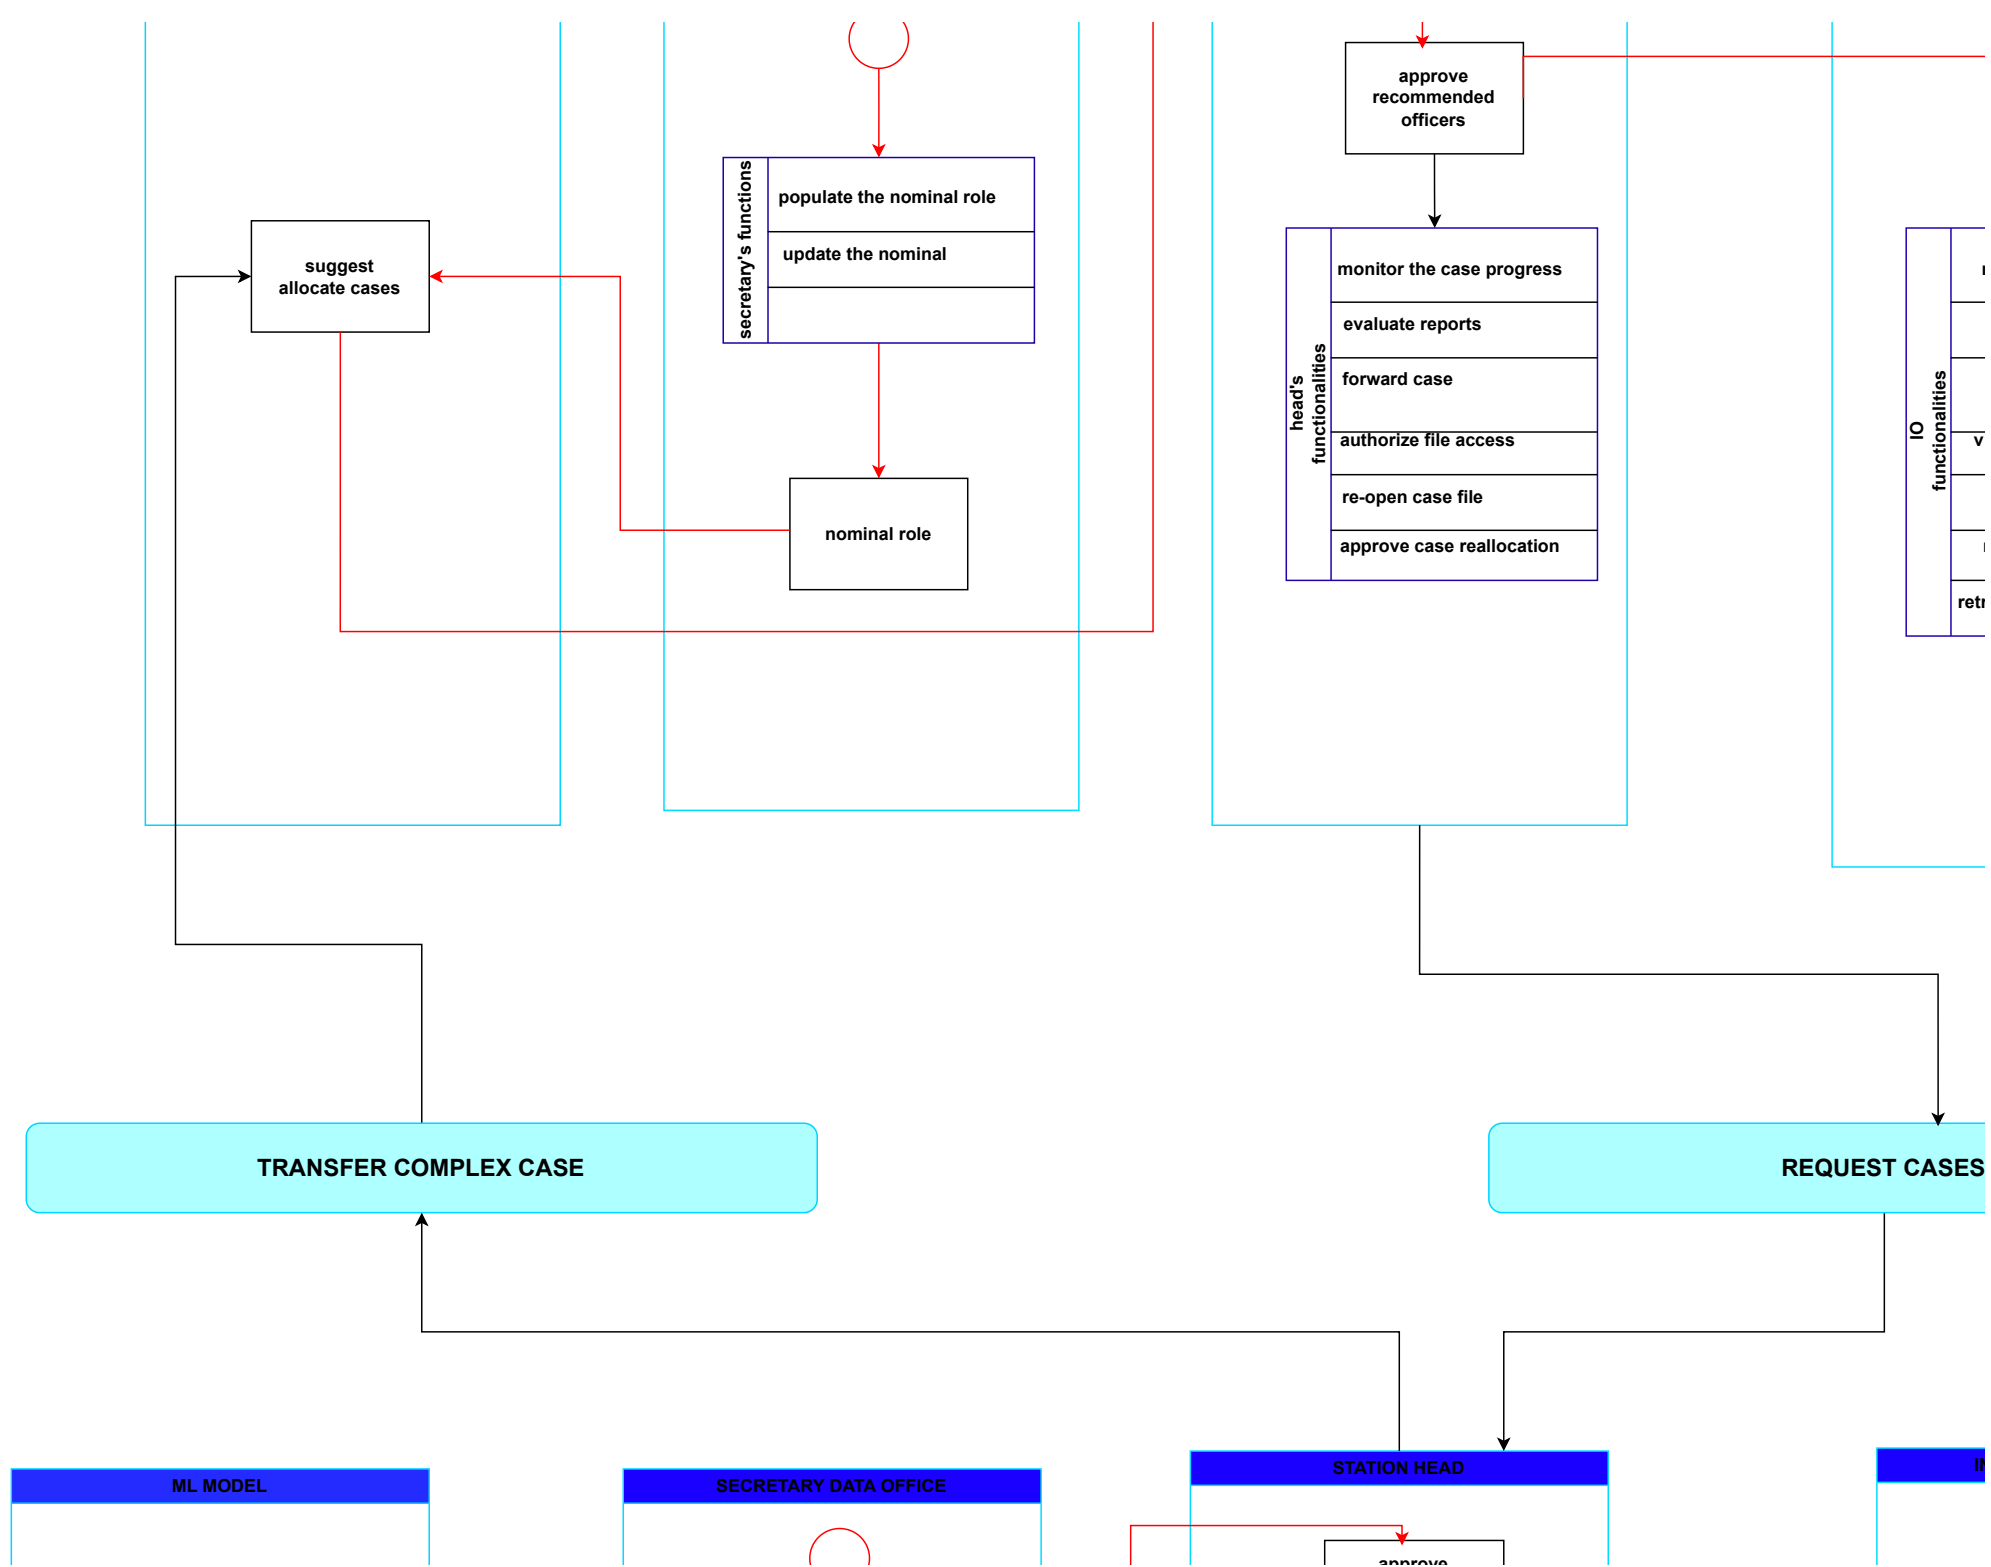 approve
recommended
officers
secretary's functions
populate the nominal role
update the nominal
suggest
allocate cases
head's
functionalities
monitor the case progress
evaluate reports
forward case
authorize file access
re-open case file
approve case reallocation
IO
functionalities
nominal role
TRANSFER COMPLEX CASE
REQUEST CASES
ML MODEL
SECRETARY DATA OFFICE
STATION HEAD
approve